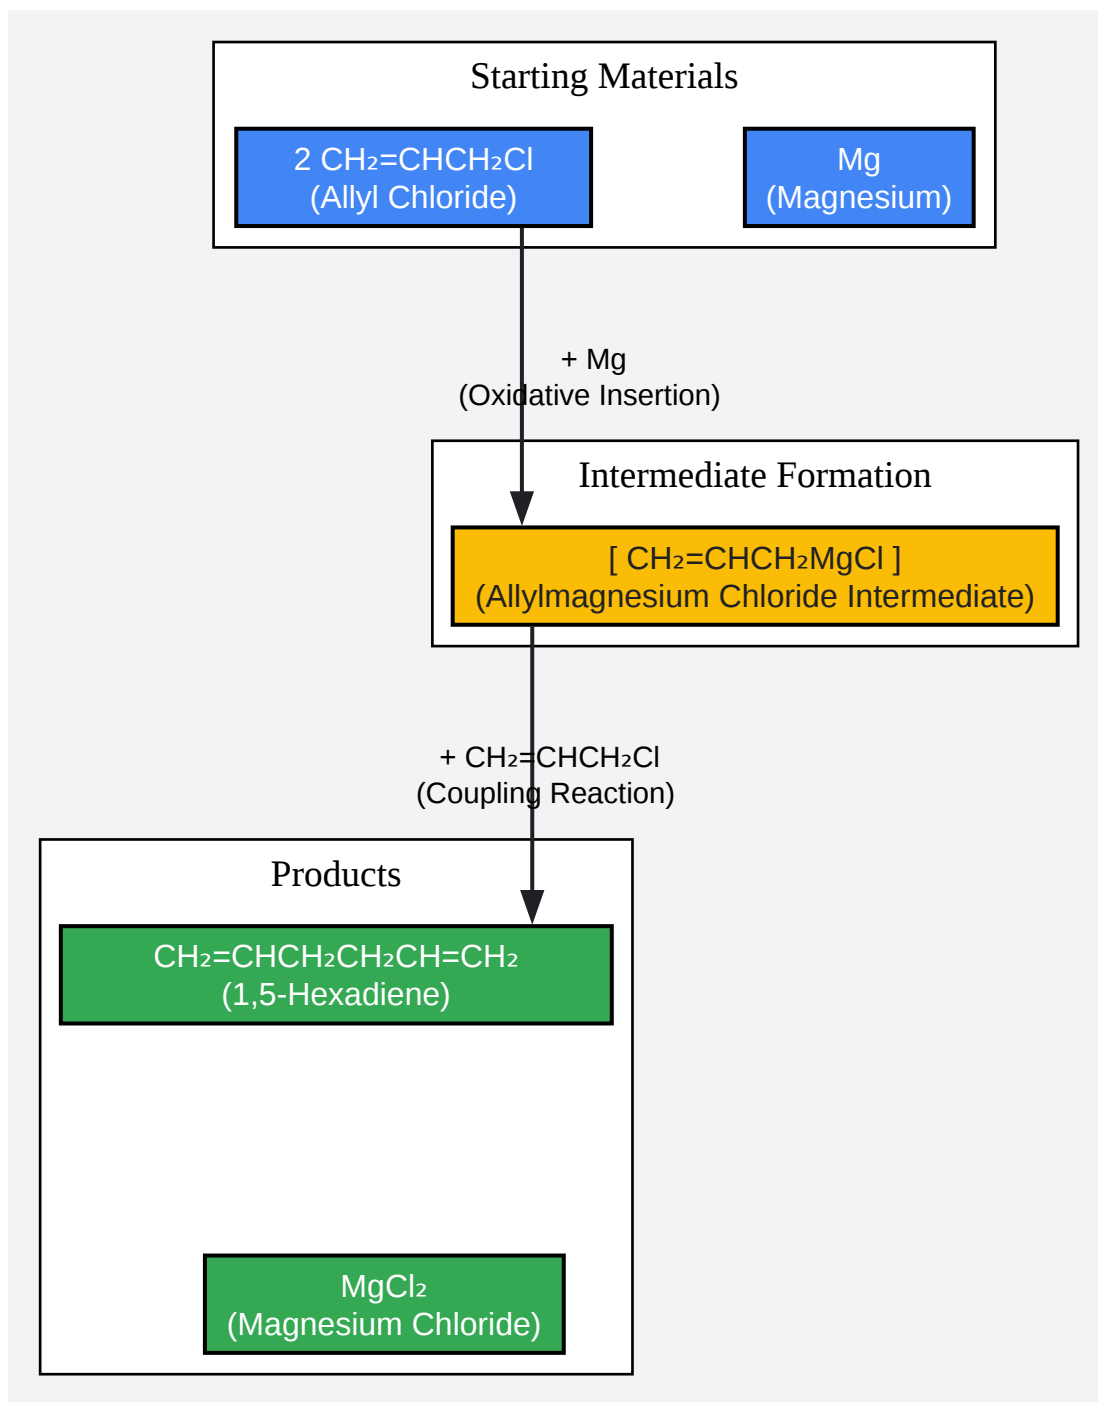 Starting Materials
2 CH₂=CHCH₂Cl
(Allyl Chloride)
Mg
(Magnesium)
+ Mg
(Oxidative Insertion)
Intermediate Formation
[ CH₂=CHCH₂MgCl ]
(Allylmagnesium Chloride Intermediate)
+ CH₂=CHCH₂Cl
(Coupling Reaction)
Products
CH₂=CHCH₂CH₂CH=CH₂
(1,5-Hexadiene)
MgCl₂
(Magnesium Chloride)